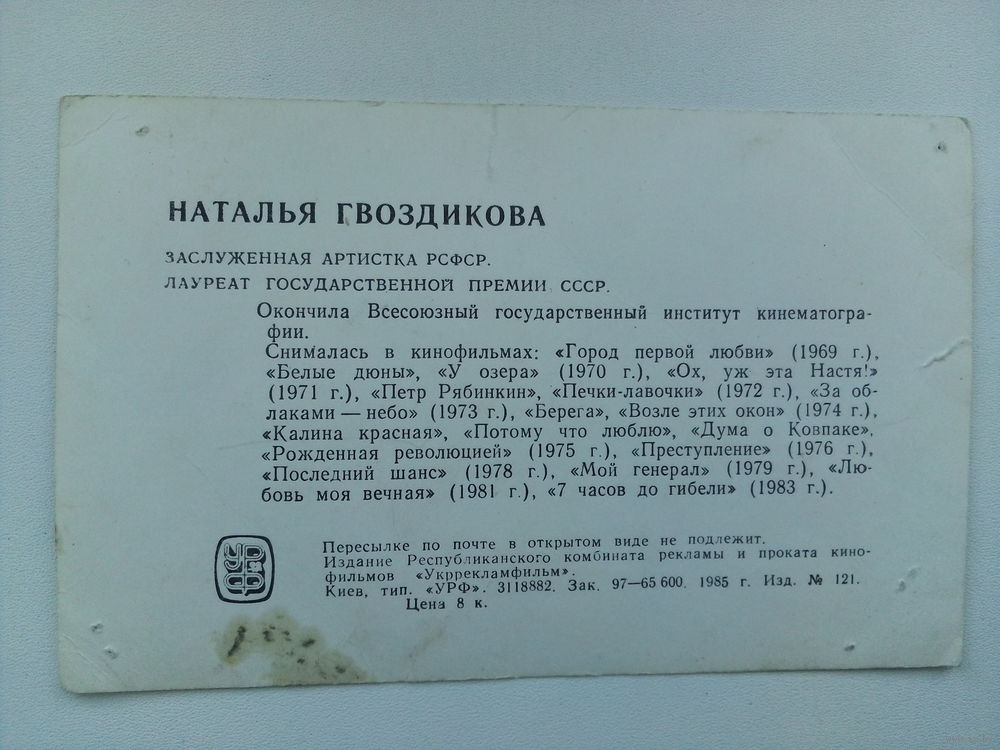 НАТАЛЬЯ ГВОЗДИКОВА
ЗАСЛУЖЕННАЯ АРТИСТКА РСФСР.
ЛАУРЕАТ ГОСУДАРСТВЕННОЙ ПРЕМИИ СССР.
Окончила Всесоюзный государственный институт кинематогра-
фии.
Снималась в кинофильмах: «Город первой любви» (1969 г.),
«Белые дюны», «У озера» (1970 г.), «Ох, уж эта Настя!»
(1971 г.), «Петр Рябинкин», «Печки-лавочки» (1972 г.), «За об-
лаками — небо» (1973 г.), «Берега», «Возле этих окон» (1974 г.),
«Калина красная», «Потому что люблю», «Дума о Ковпаке»,
«Рожденная революцией» (1975 г.), «Преступление» (1976 г.),
«Последний шанс» (1978 г.), «Мой генерал» (1979 г.), «Лю-
бовь моя вечная» (1981 г.), «7 часов до гибели» (1983 г.).
Пересылке по почте в открытом виде не подлежит.
Издание Республиканского комбината рекламы и проката кино-
фильмов «Укррекламфильм».
Киев, тип. «УРФ». 3118882. Зак. 97—65 600. 1985 г. Изд. № 121.
Цена 8 к.